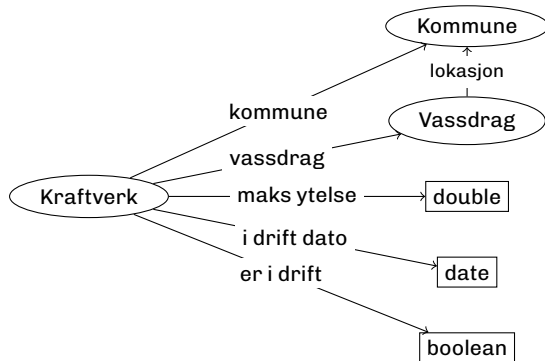 Kommune
lokasjon
kommune
Vassdrag
vassdrag
Kraftverk
maks ytelse
double
i drift dato
date
er i drift
boolean